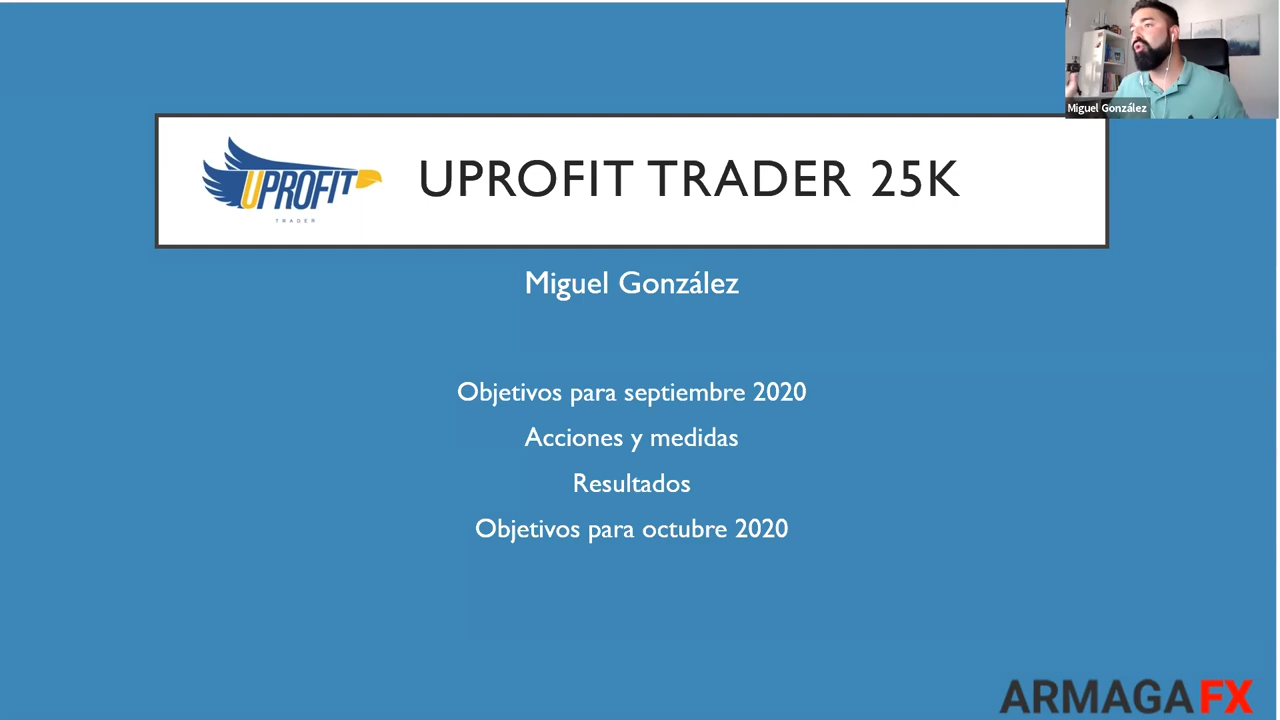 Miguel González
UPROFIT
TRADER
UPROFIT TRADER 25K
Miguel González
Objetivos para septiembre 2020
Acciones y medidas
Resultados
Objetivos para octubre 2020
ARMAGAFX